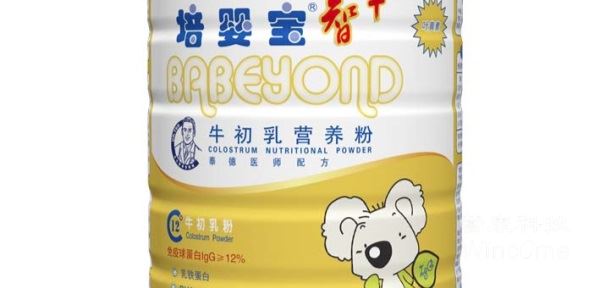 培婴宝®智
BABEYOND
牛初乳营养粉
COLOSTRUM NUTRITIONAL POWDER
泰德医师配方
12°
牛初乳粉
Colostrum Powder
免疫球蛋白IgG≥12%
乳铁蛋白
IgG
WincOme